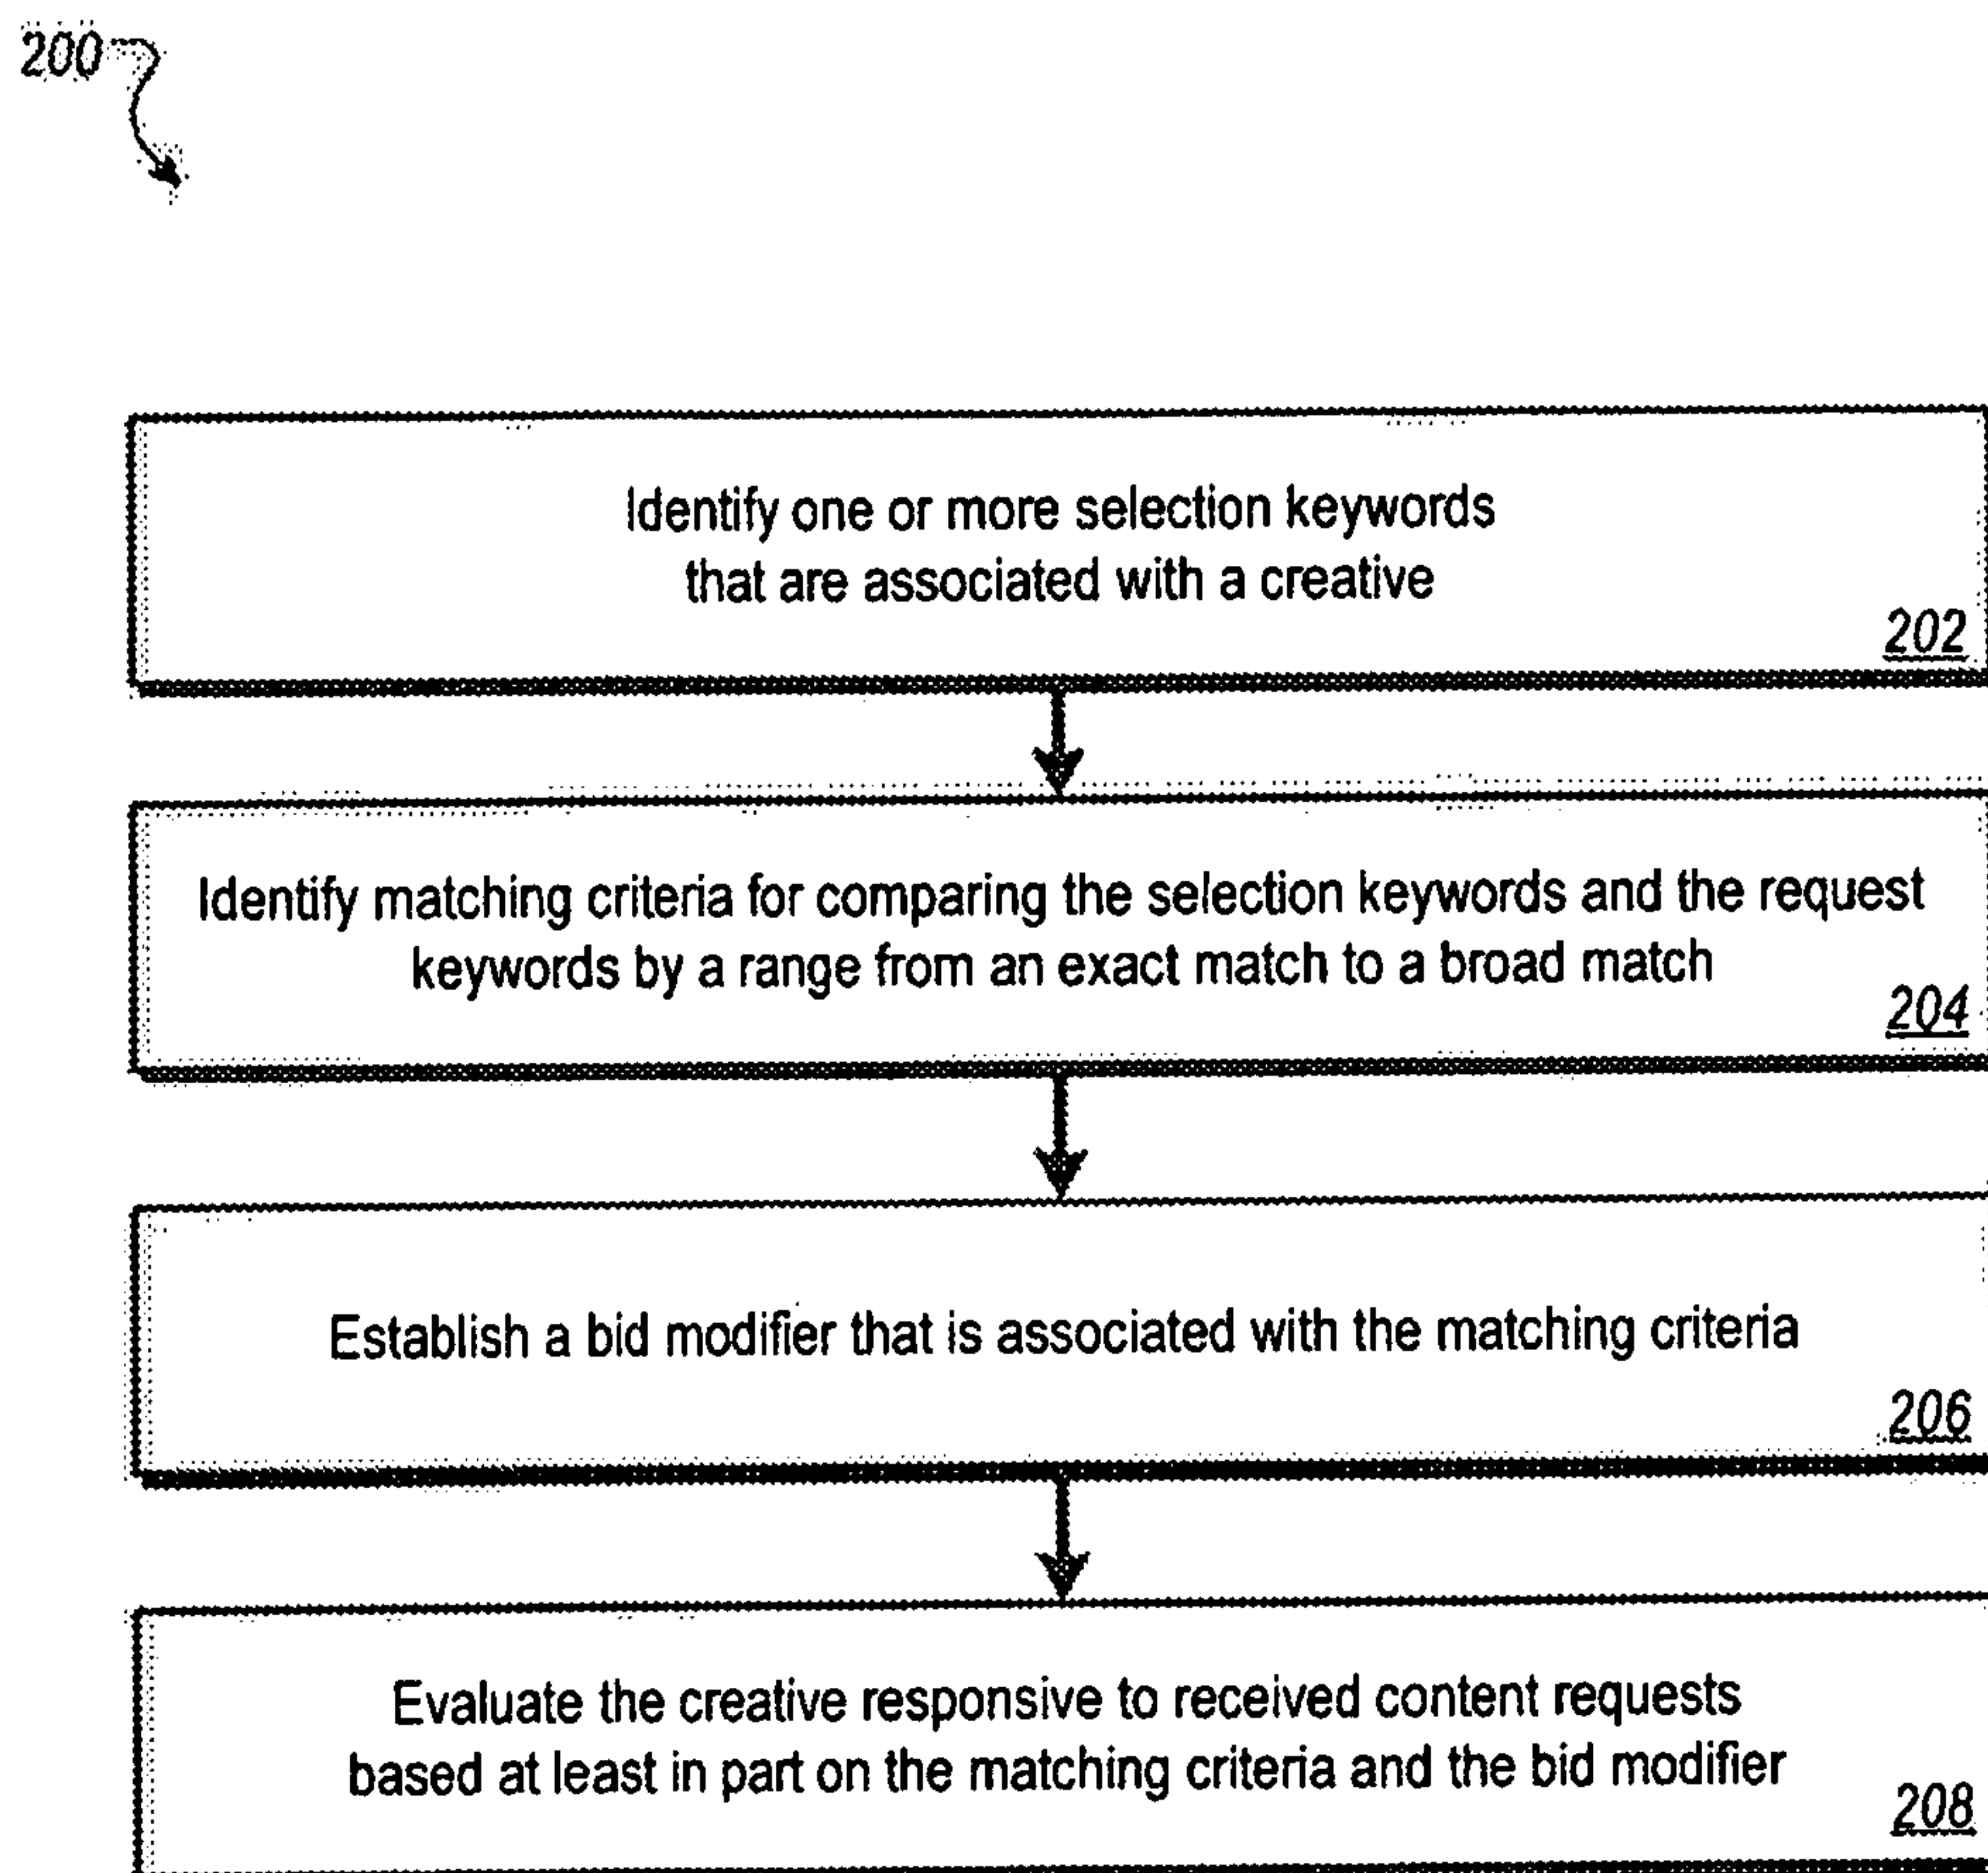 200
Identify one or more selection keywords
that are associated with a creative
202
Identify matching criteria for comparing the selection keywords and the request
keywords by a range from an exact match to a broad match
204
Establish a bid modifier that is associated with the matching criteria
206
Evaluate the creative responsive to received content requests
based at least in part on the matching criteria and the bid modifier
208